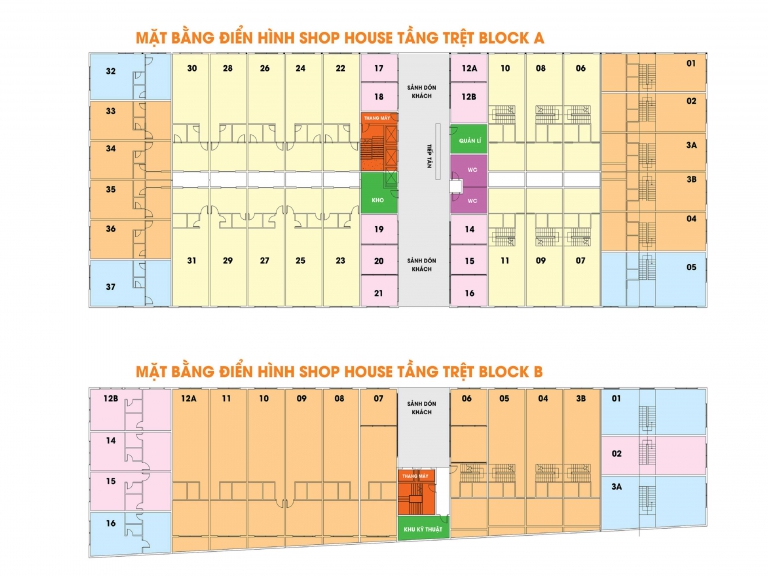 MẶT BẰNG ĐIỂN HÌNH SHOP HOUSE TẦNG TRỆT BLOCK A
32
30
28
26
24
22
17
SẢNH DÓN
KHÁCH
12A
10
08
06
01
33
18
12B
02
THANG MÁY
34
TIẾP TÂN
QUẢN LÍ
3A
35
WC
3B
KHO
WC
36
19
14
04
31
29
27
25
23
20
SẢNH DÓN
KHÁCH
15
11
09
07
05
37
21
16
MẶT BẰNG ĐIỂN HÌNH SHOP HOUSE TẦNG TRỆT BLOCK B
12B
12A
11
10
09
08
07
SẢNH DÓN
KHÁCH
06
05
04
3B
01
14
02
15
THANG MÁY
3A
16
KHU KỸ THUẬT